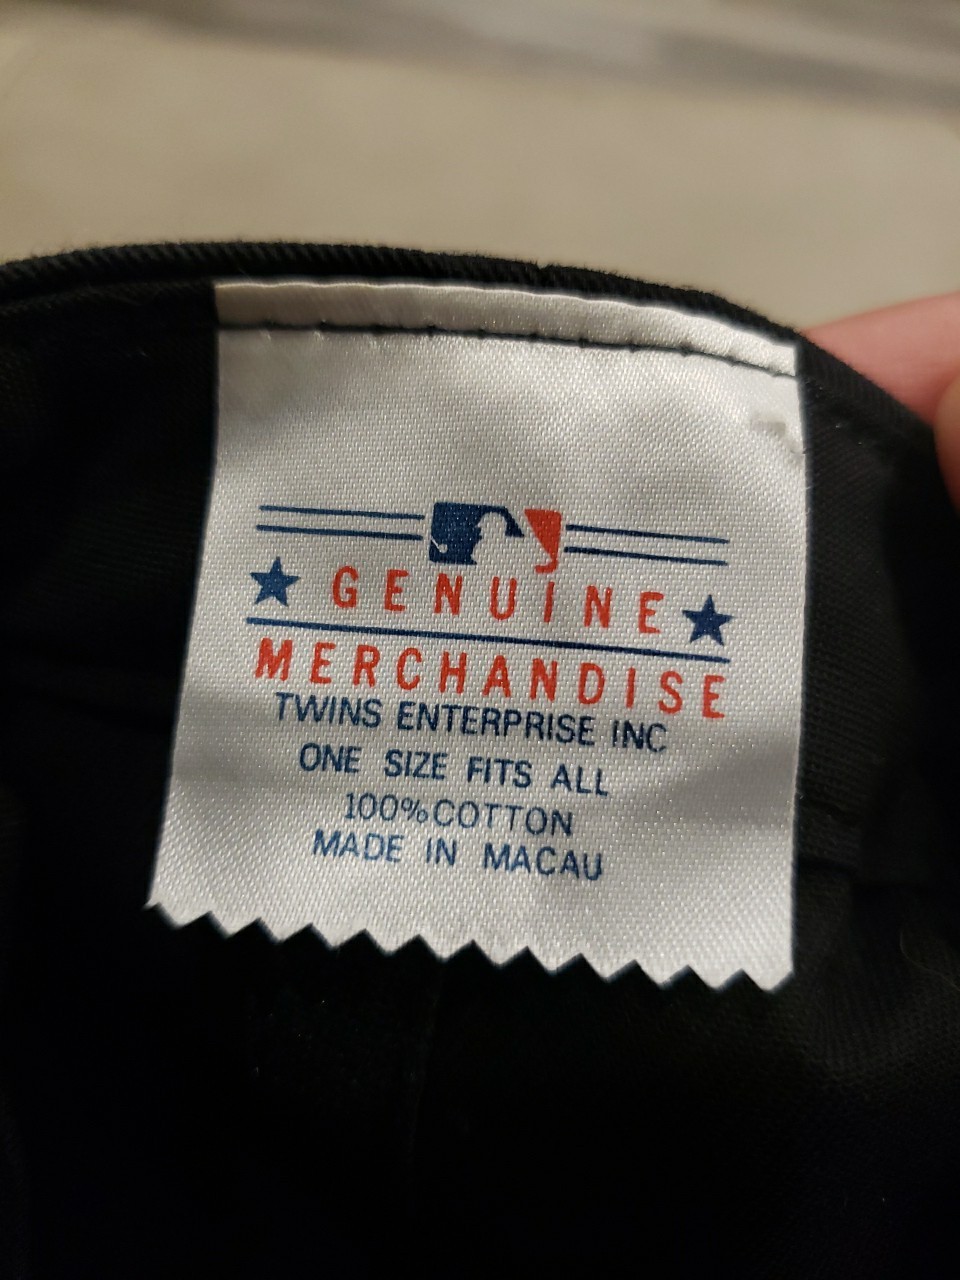 GENUINE
MERCHANDISE
TWINS ENTERPRISE INC
ONE SIZE FITS ALL
100% COTTON
MADE IN MACAU